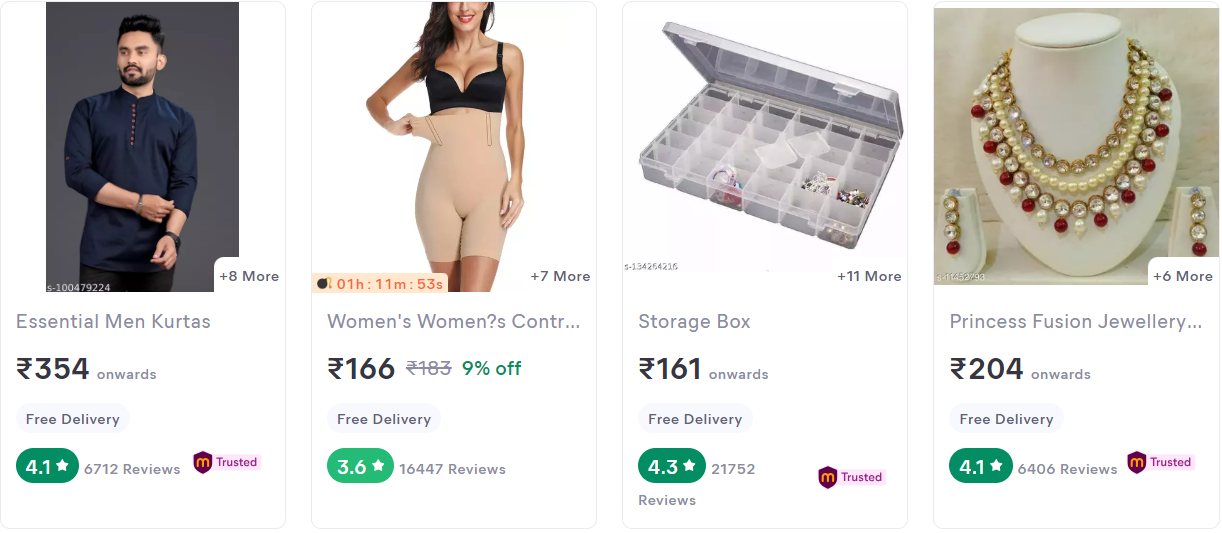 s-100479224
+8 More
Essential Men Kurtas
₹354 onwards
Free Delivery
4.1 ★ 6712 Reviews
m Trusted
01h : 11m : 53s
+7 More
Women's Women?s Contr...
₹166 ₹183 9% off
Free Delivery
3.6 ★ 16447 Reviews
s-134264216
+11 More
Storage Box
₹161 onwards
Free Delivery
4.3 ★ 21752
Reviews
m Trusted
+6 More
Princess Fusion Jewellery...
₹204 onwards
Free Delivery
4.1 ★ 6406 Reviews
m Trusted